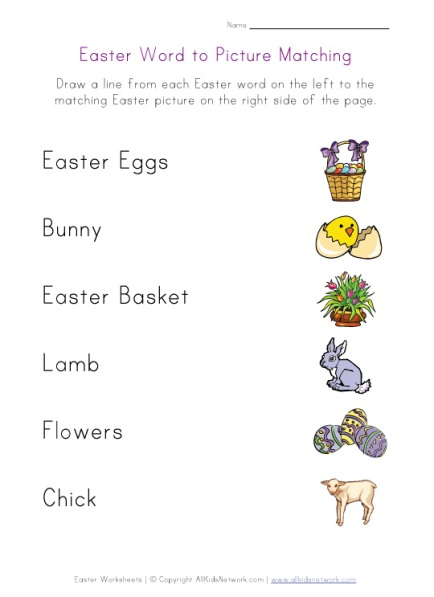 Name
Easter Word to Picture Matching
Draw a line from each Easter word on the left to the
matching Easter picture on the right side of the page.
Easter Eggs
Bunny
Easter Basket
Lamb
Flowers
Chick
Easter Worksheets | © Copyright AllKidsNetwork.com | www.allkidsnetwork.com